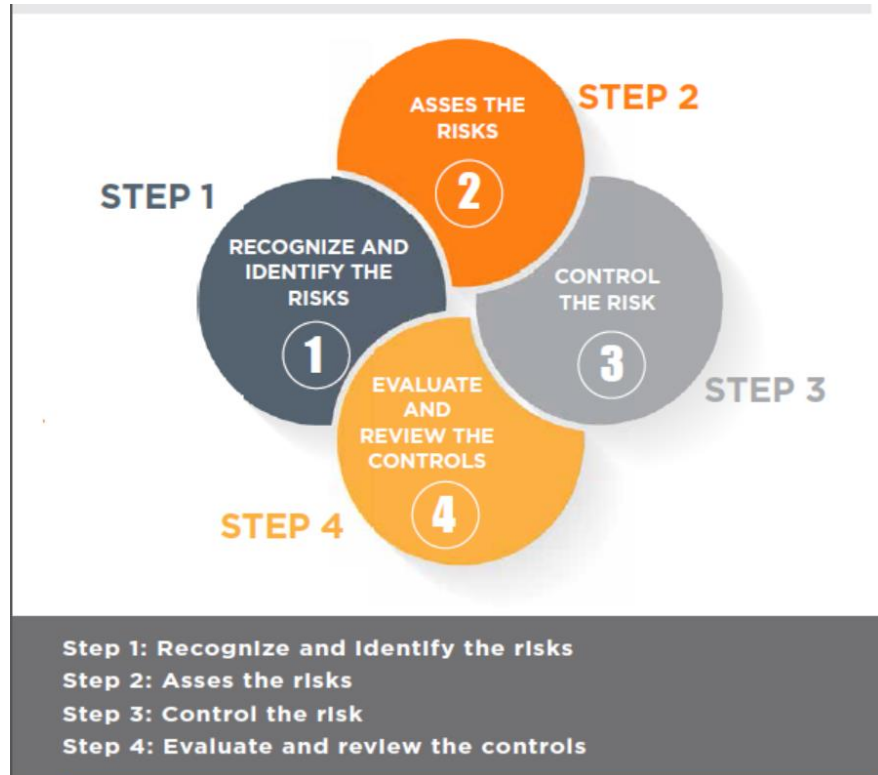 STEP 1
RECOGNIZE AND
IDENTIFY THE
RISKS
1
STEP 2
ASSES THE
RISKS
2
CONTROL
THE RISK
3
STEP 3
EVALUATE
AND
REVIEW THE
CONTROLS
4
STEP 4
Step 1: Recognize and identify the risks
Step 2: Asses the risks
Step 3: Control the risk
Step 4: Evaluate and review the controls